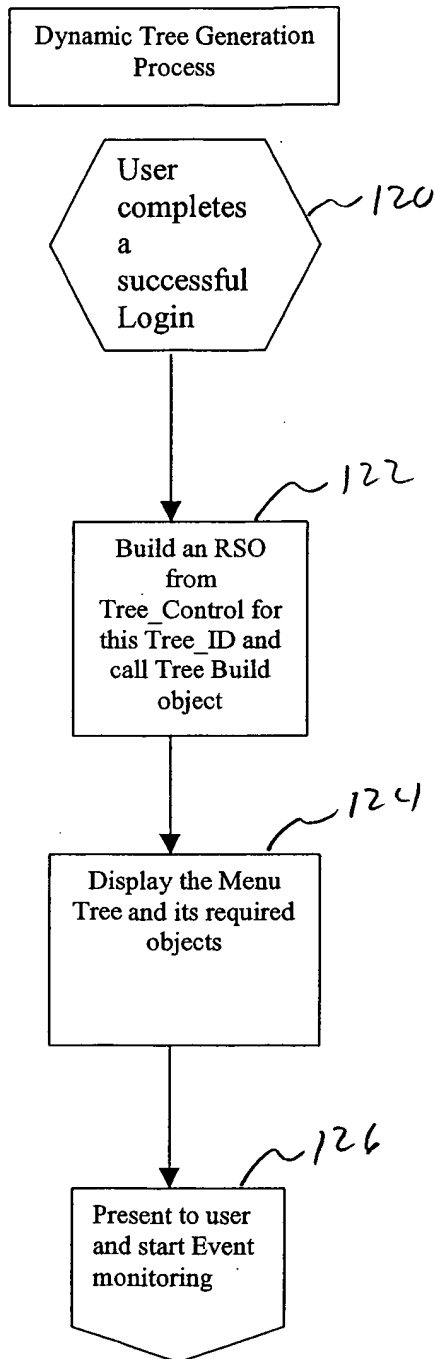 Dynamic Tree Generation
Process
User
completes
a
successful
Login
120
122
Build an RSO
from
Tree_Control for
this Tree_ID and
call Tree Build
object
124
Display the Menu
Tree and its required
objects
126
Present to user
and start Event
monitoring